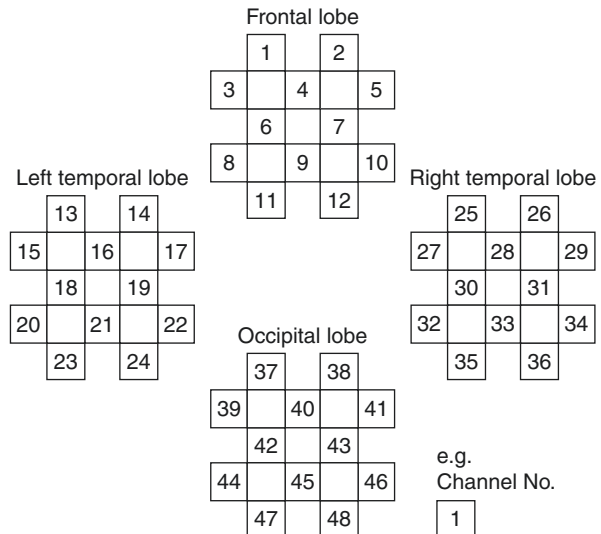 Frontal lobe
1 2
3 4 5
6 7
8 9 10
11 12
Left temporal lobe
13 14
15 16 17
18 19
20 21 22
23 24
Right temporal lobe
25 26
27 28 29
30 31
32 33 34
35 36
Occipital lobe
37 38
39 40 41
42 43
44 45 46
47 48
e.g.
Channel No.
1